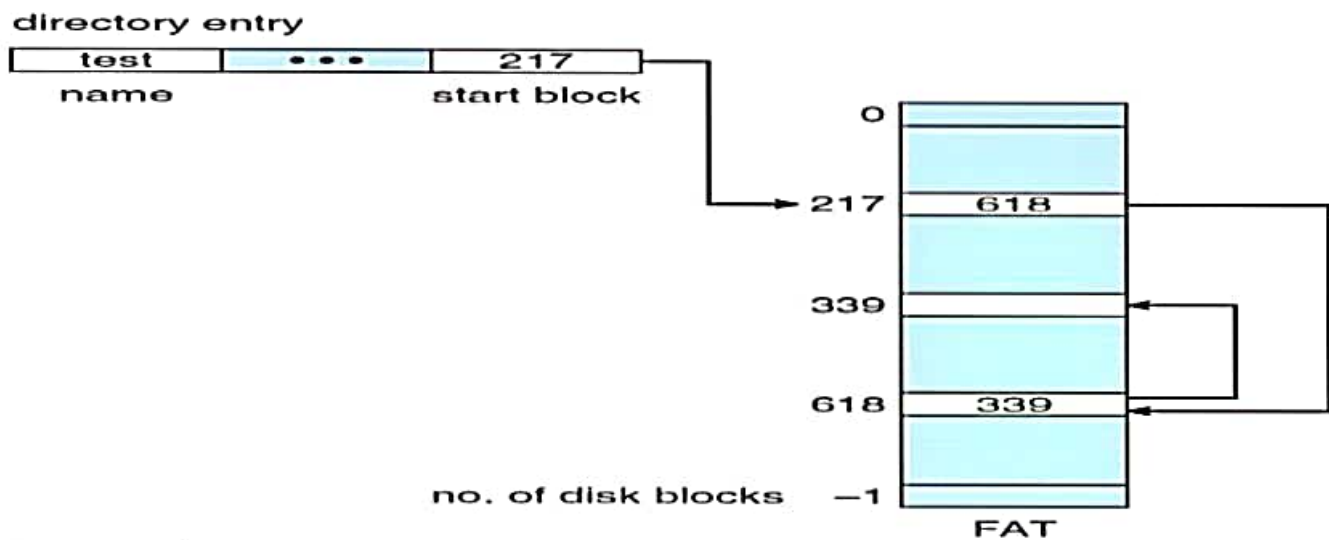 directory entry
test ••• 217
name start block
0
217 618
339
618 339
no. of disk blocks –1
FAT